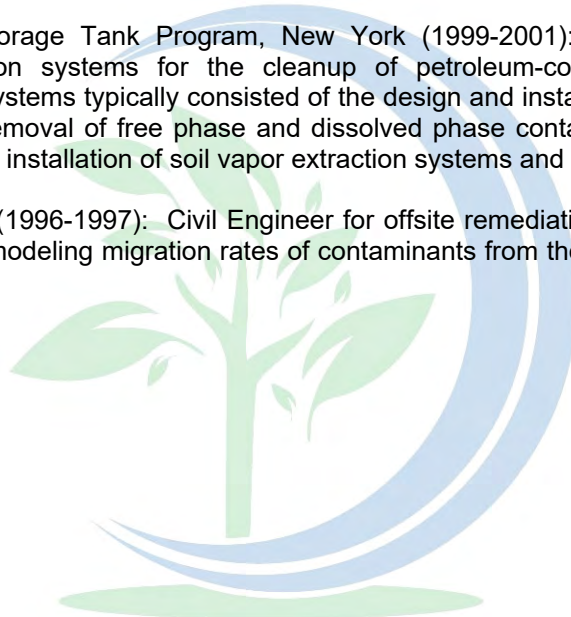 orage Tank Program, New York (1999-2001):
on systems for the cleanup of petroleum-co
ystems typically consisted of the design and insta
emoval of free phase and dissolved phase conta
installation of soil vapor extraction systems and
(1996-1997): Civil Engineer for offsite remediati
modeling migration rates of contaminants from the